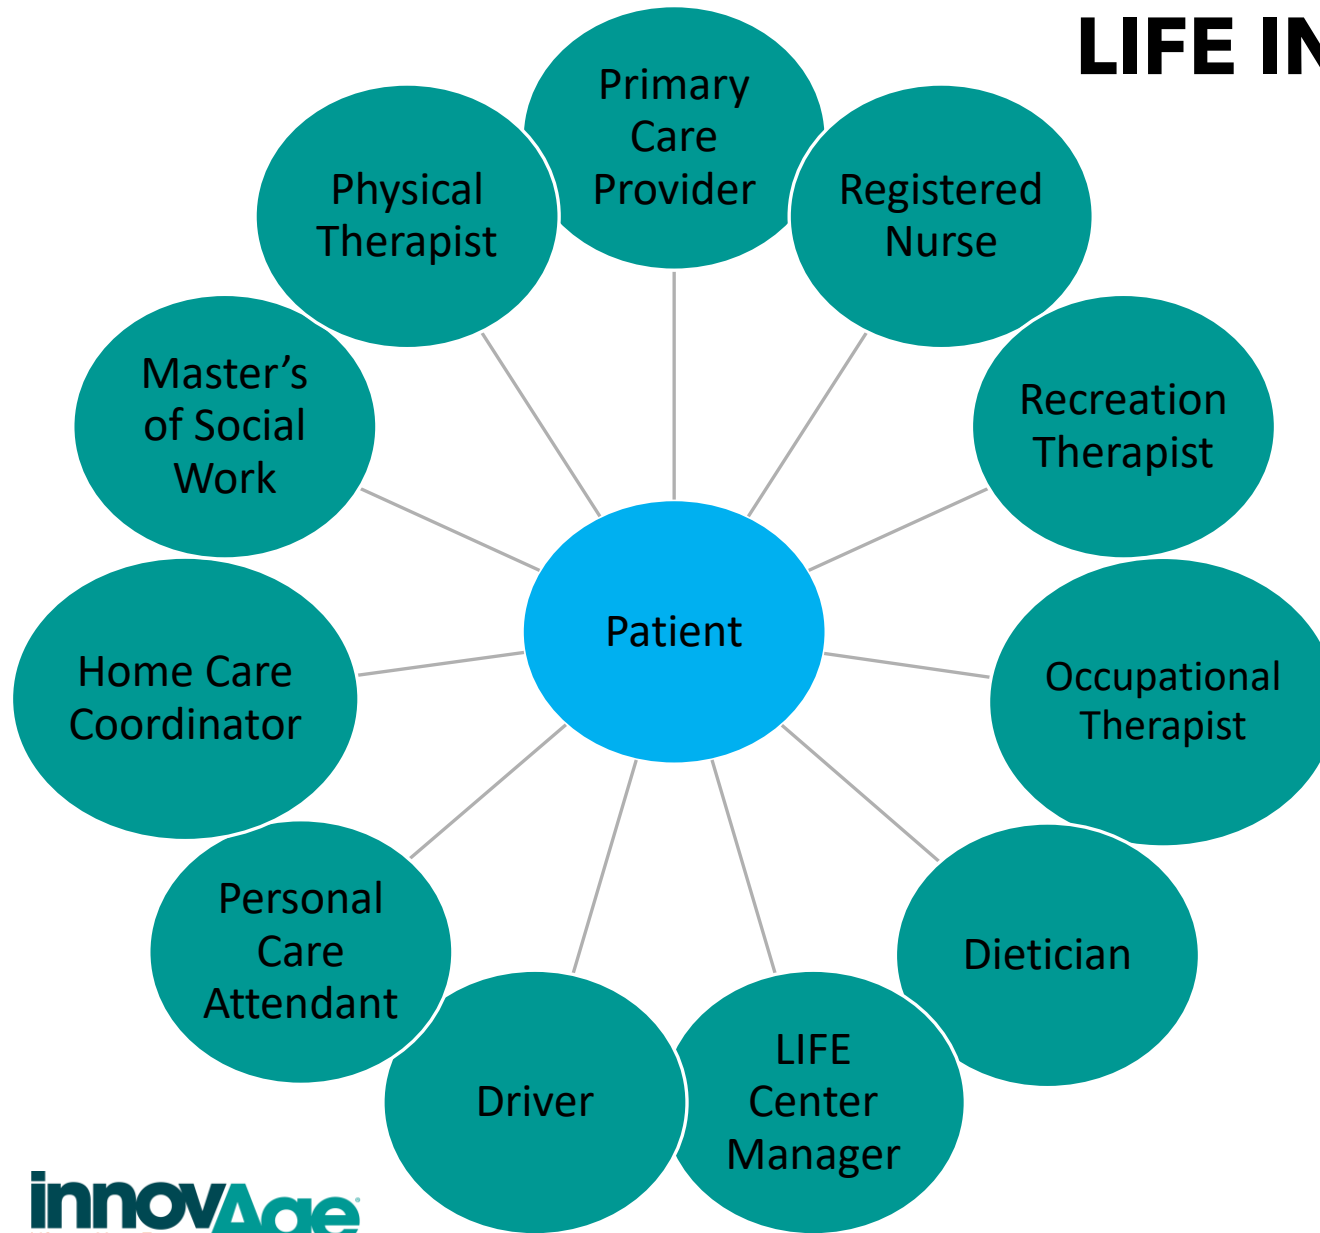 LIFE IN
Primary
Care
Provider
Registered
Nurse
Recreation
Therapist
Occupational
Therapist
Dietician
LIFE
Center
Manager
Driver
Personal
Care
Attendant
Home Care
Coordinator
Master’s
of Social
Work
Physical
Therapist
Patient
innovAge